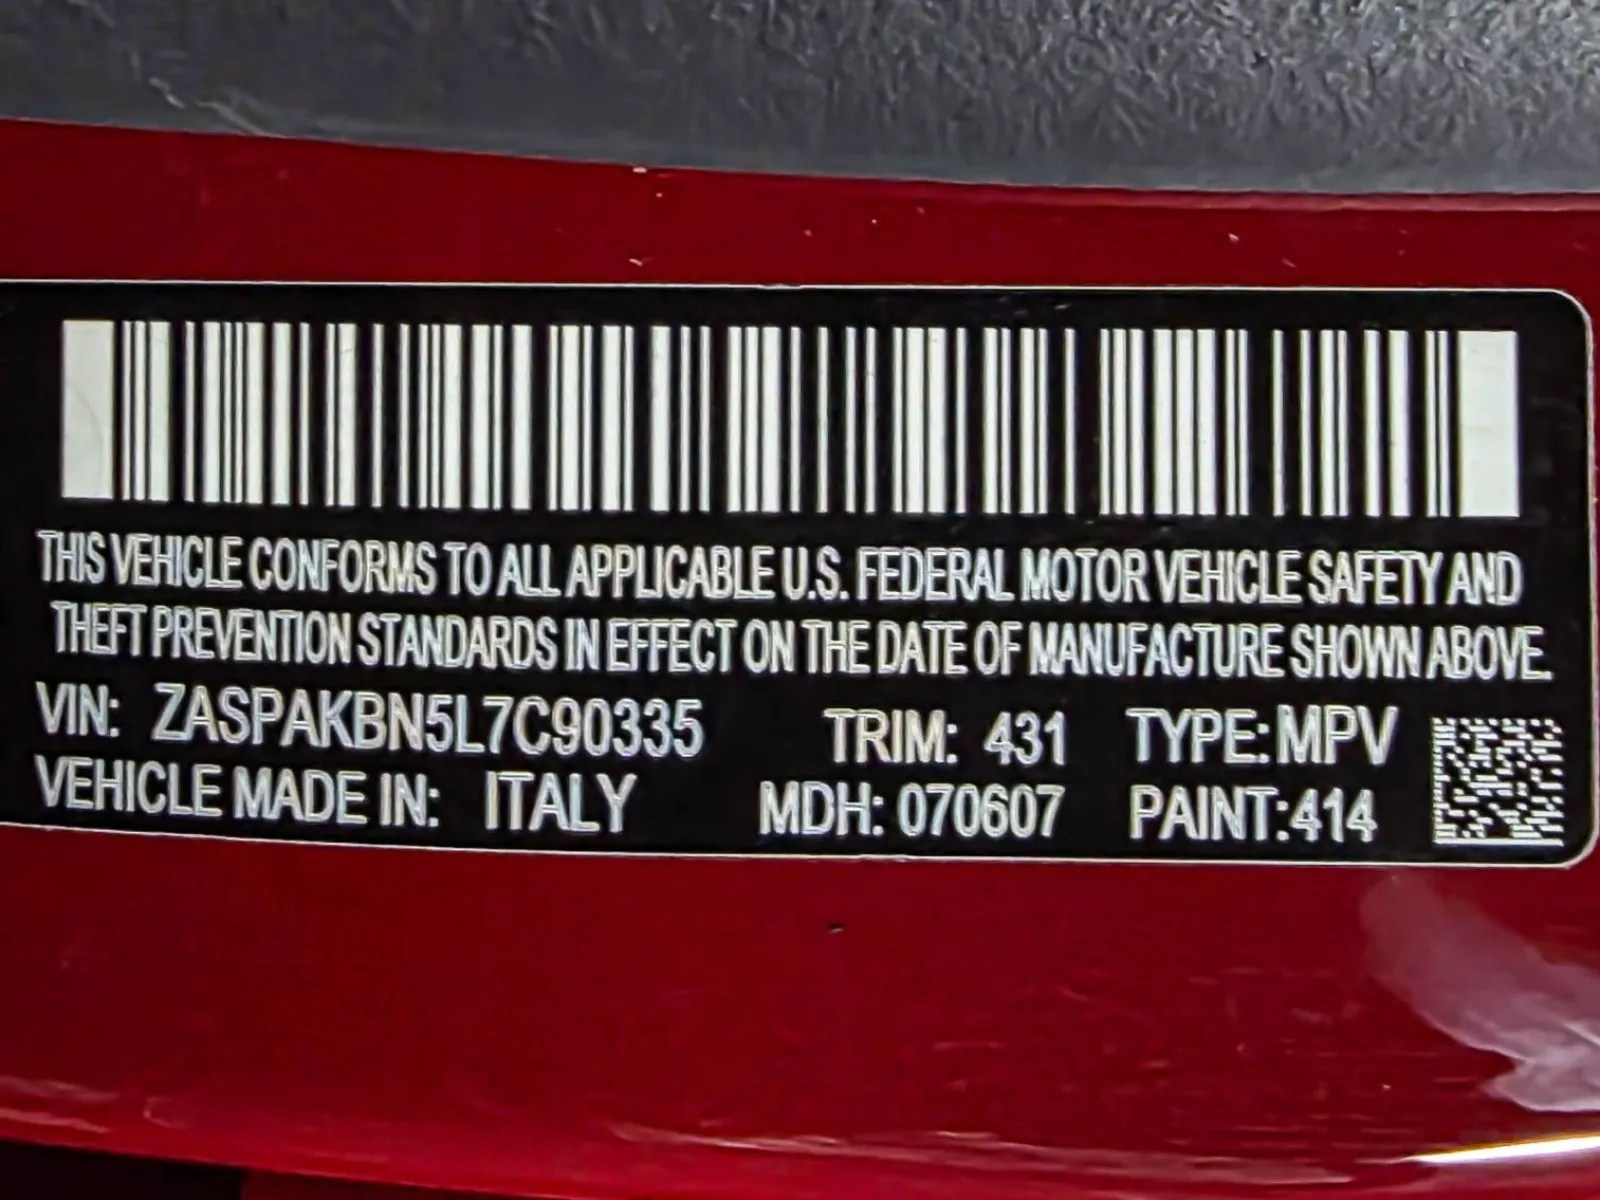 THIS VEHICLE CONFORMS TO ALL APPLICABLE U.S. FEDERAL MOTOR VEHICLE SAFETY AND
THEFT PREVENTION STANDARDS IN EFFECT ON THE DATE OF MANUFACTURE SHOWN ABOVE.
VIN: ZASPAKBN5L7C90335 TRIM: 431 TYPE: MPV
VEHICLE MADE IN: ITALY MDH: 070607 PAINT:414